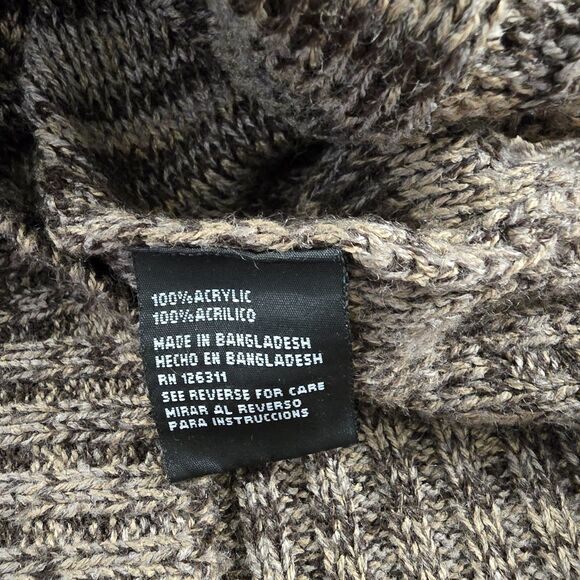 100%ACRYLIC
100%ACRILICO
MADE IN BANGLADESH
HECHO EN BANGLADESH
RN 126311
SEE REVERSE FOR CARE
MIRAR AL REVERSO
PARA INSTRUCCIONS